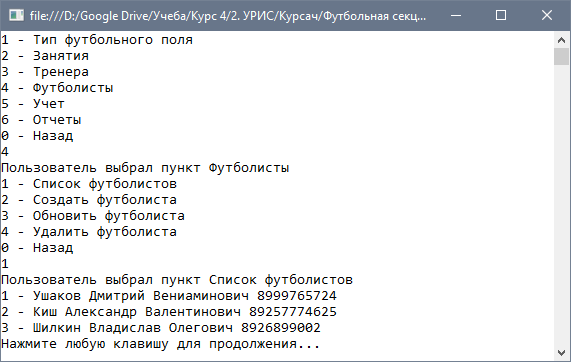 file:///D:/Google Drive/Учеба/Курс 4/2. УРИС/Курсач/Футбольная секц...
1 - Тип футбольного поля
2 - Занятия
3 - Тренера
4 - Футболисты
5 - Учет
6 - Отчеты
0 - Назад
4
Пользователь выбрал пункт Футболисты
1 - Список футболистов
2 - Создать футболиста
3 - Обновить футболиста
4 - Удалить футболиста
0 - Назад
1
Пользователь выбрал пункт Список футболистов
1 - Ушаков Дмитрий Вениаминович 8999765724
2 - Киш Александр Валентинович 89257774625
3 - Шилкин Владислав Олегович 8926899002
Нажмите любую клавишу для продолжения...